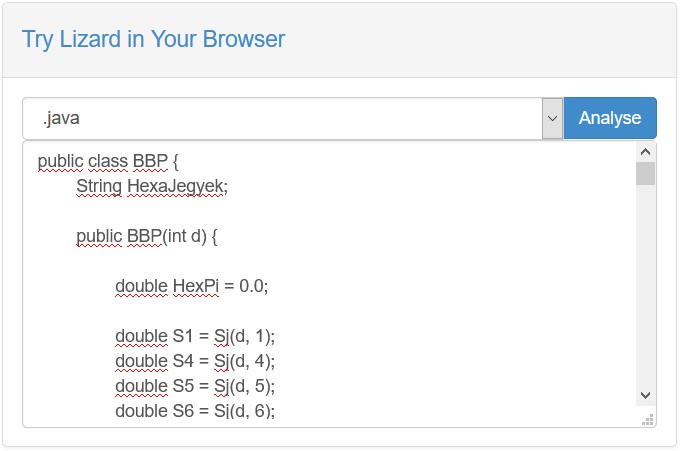 Try Lizard in Your Browser
.java
Analyse
public class BBP {
String HexaJegyek;
public BBP(int d) {
double HexPi = 0.0;
double S1 = Sj(d, 1);
double S4 = Sj(d, 4);
double S5 = Sj(d, 5);
double S6 = Sj(d, 6);